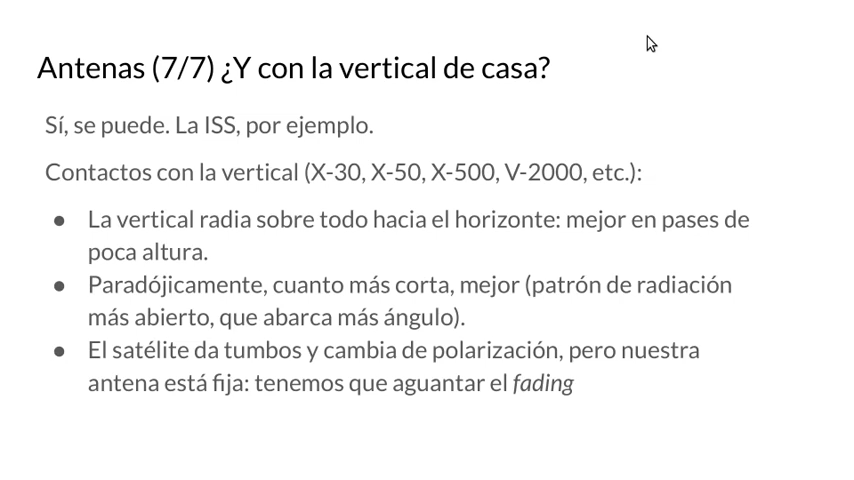 Antenas (7/7) ¿Y con la vertical de casa?
Sí, se puede. La ISS, por ejemplo.
Contactos con la vertical (X-30, X-50, X-500, V-2000, etc.):
● La vertical radia sobre todo hacia el horizonte: mejor en pases de
poca altura.
● Paradójicamente, cuanto más corta, mejor (patrón de radiación
más abierto, que abarca más ángulo).
● El satélite da tumbos y cambia de polarización, pero nuestra
antena está fija: tenemos que aguantar el fading